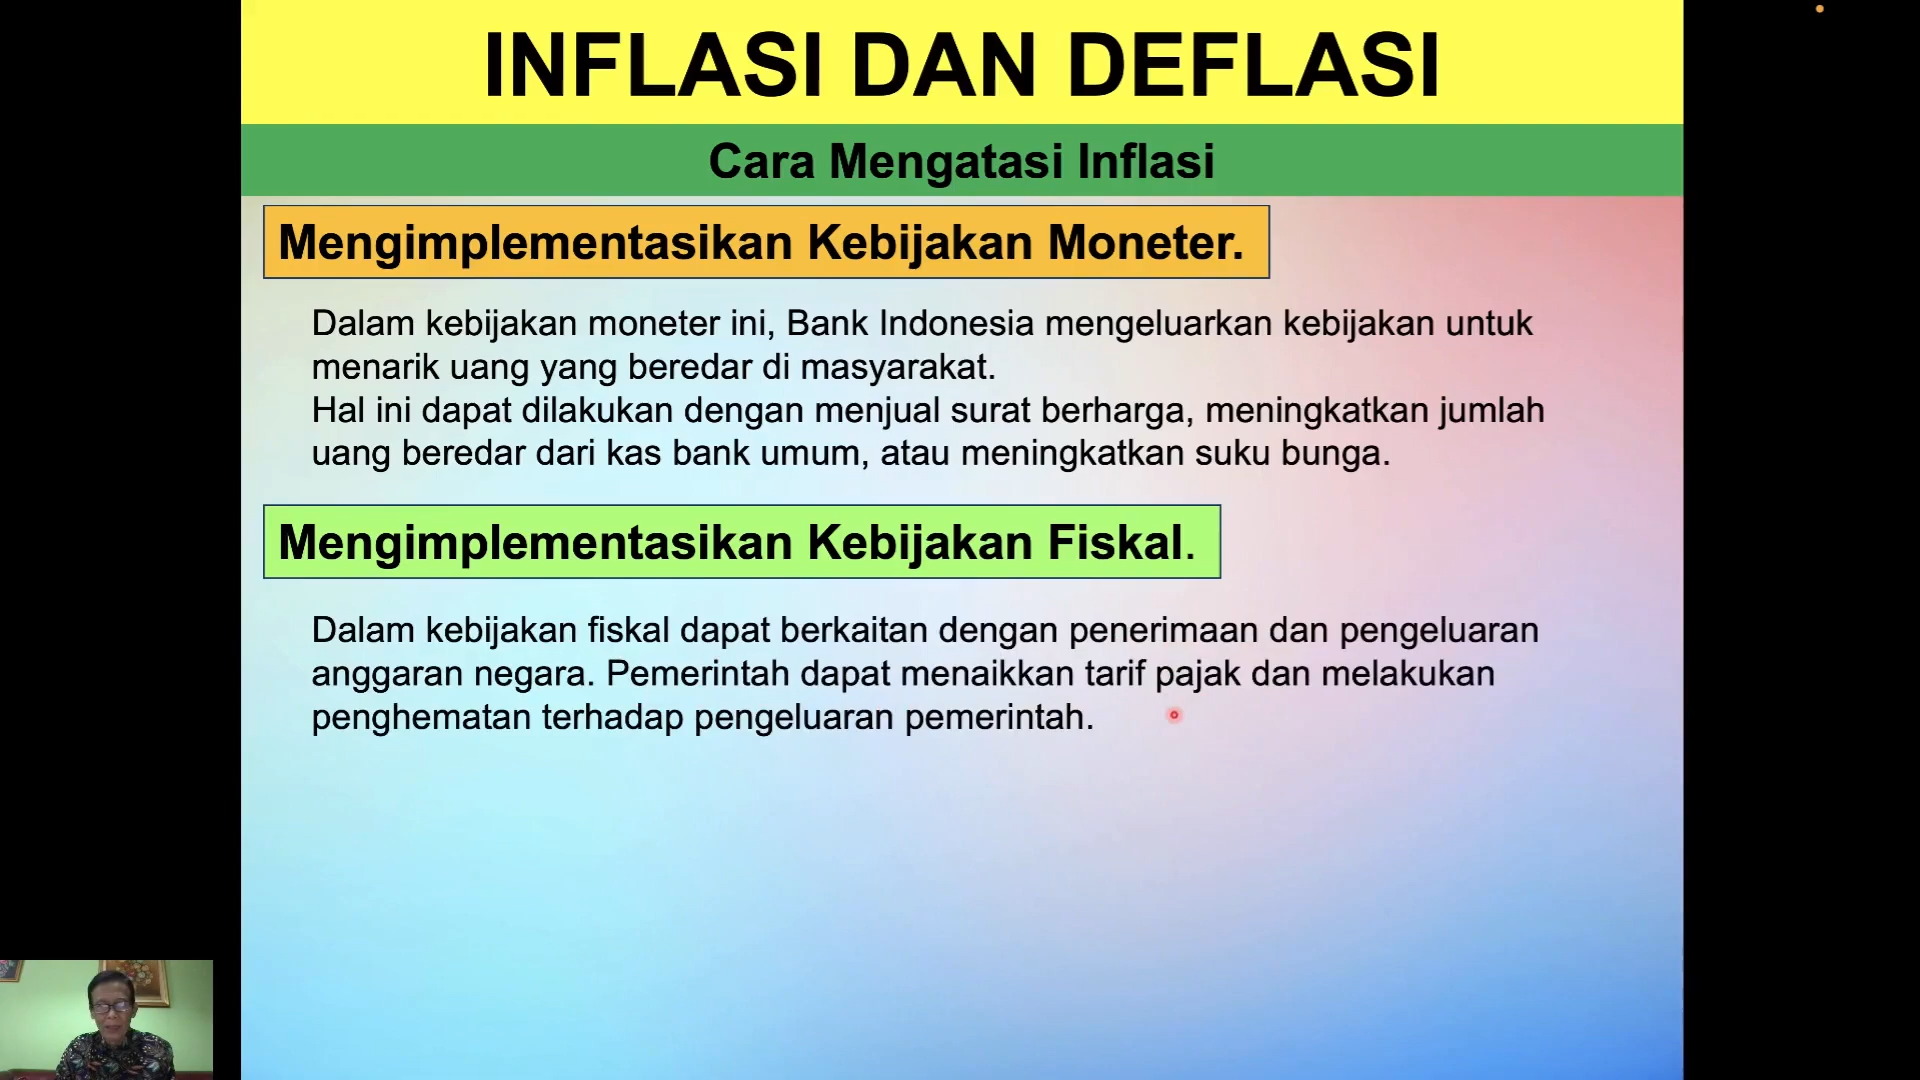 INFLASI DAN DEFLASI
Cara Mengatasi Inflasi
Mengimplementasikan Kebijakan Moneter.
Dalam kebijakan moneter ini, Bank Indonesia mengeluarkan kebijakan untuk
menarik uang yang beredar di masyarakat.
Hal ini dapat dilakukan dengan menjual surat berharga, meningkatkan jumlah
uang beredar dari kas bank umum, atau meningkatkan suku bunga.
Mengimplementasikan Kebijakan Fiskal.
Dalam kebijakan fiskal dapat berkaitan dengan penerimaan dan pengeluaran
anggaran negara. Pemerintah dapat menaikkan tarif pajak dan melakukan
penghematan terhadap pengeluaran pemerintah.